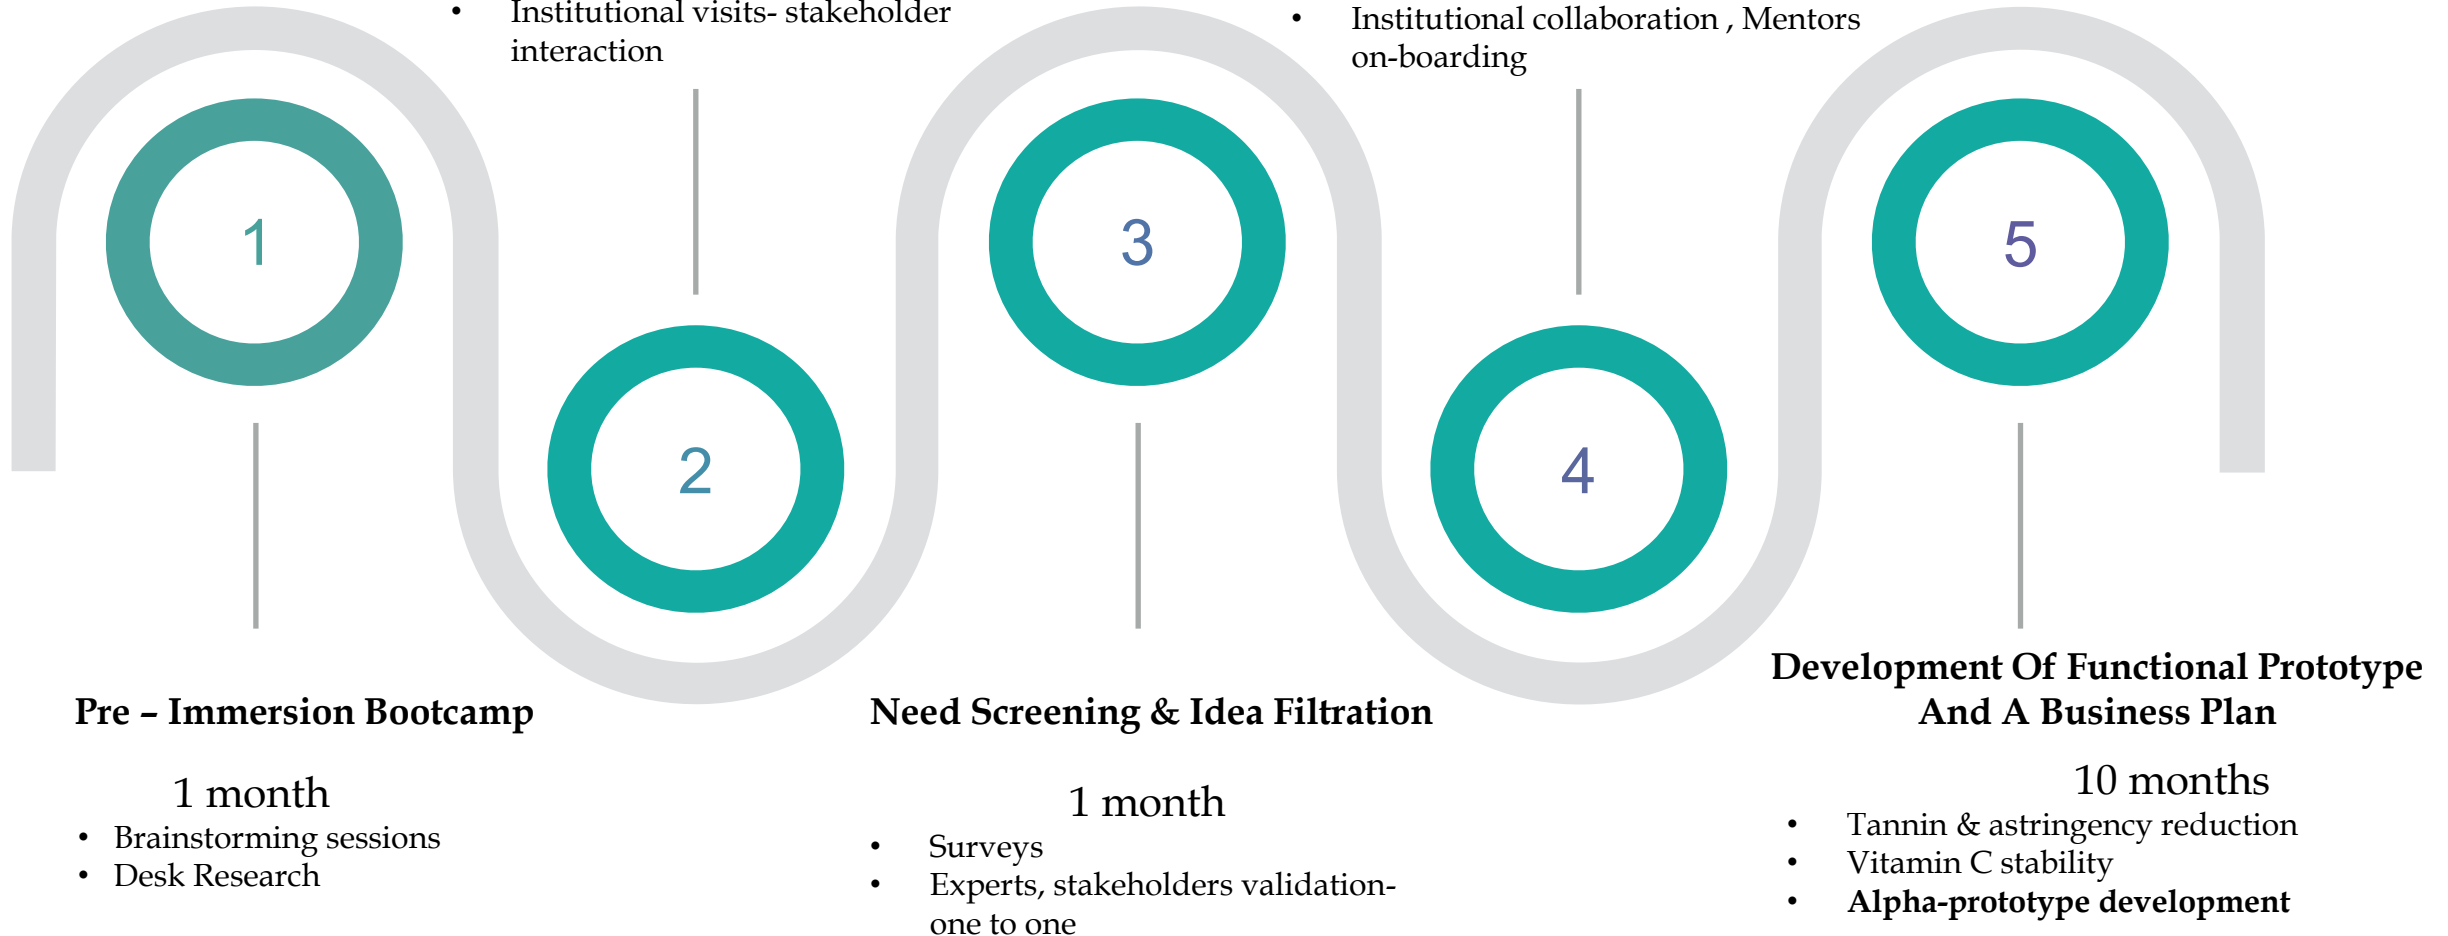 • Institutional visits- stakeholder
interaction
• Institutional collaboration , Mentors
on-boarding
1
2
3
4
5
Pre – Immersion Bootcamp
1 month
• Brainstorming sessions
• Desk Research
Need Screening & Idea Filtration
1 month
• Surveys
• Experts, stakeholders validation-
one to one
Development Of Functional Prototype
And A Business Plan
10 months
• Tannin & astringency reduction
• Vitamin C stability
• Alpha-prototype development